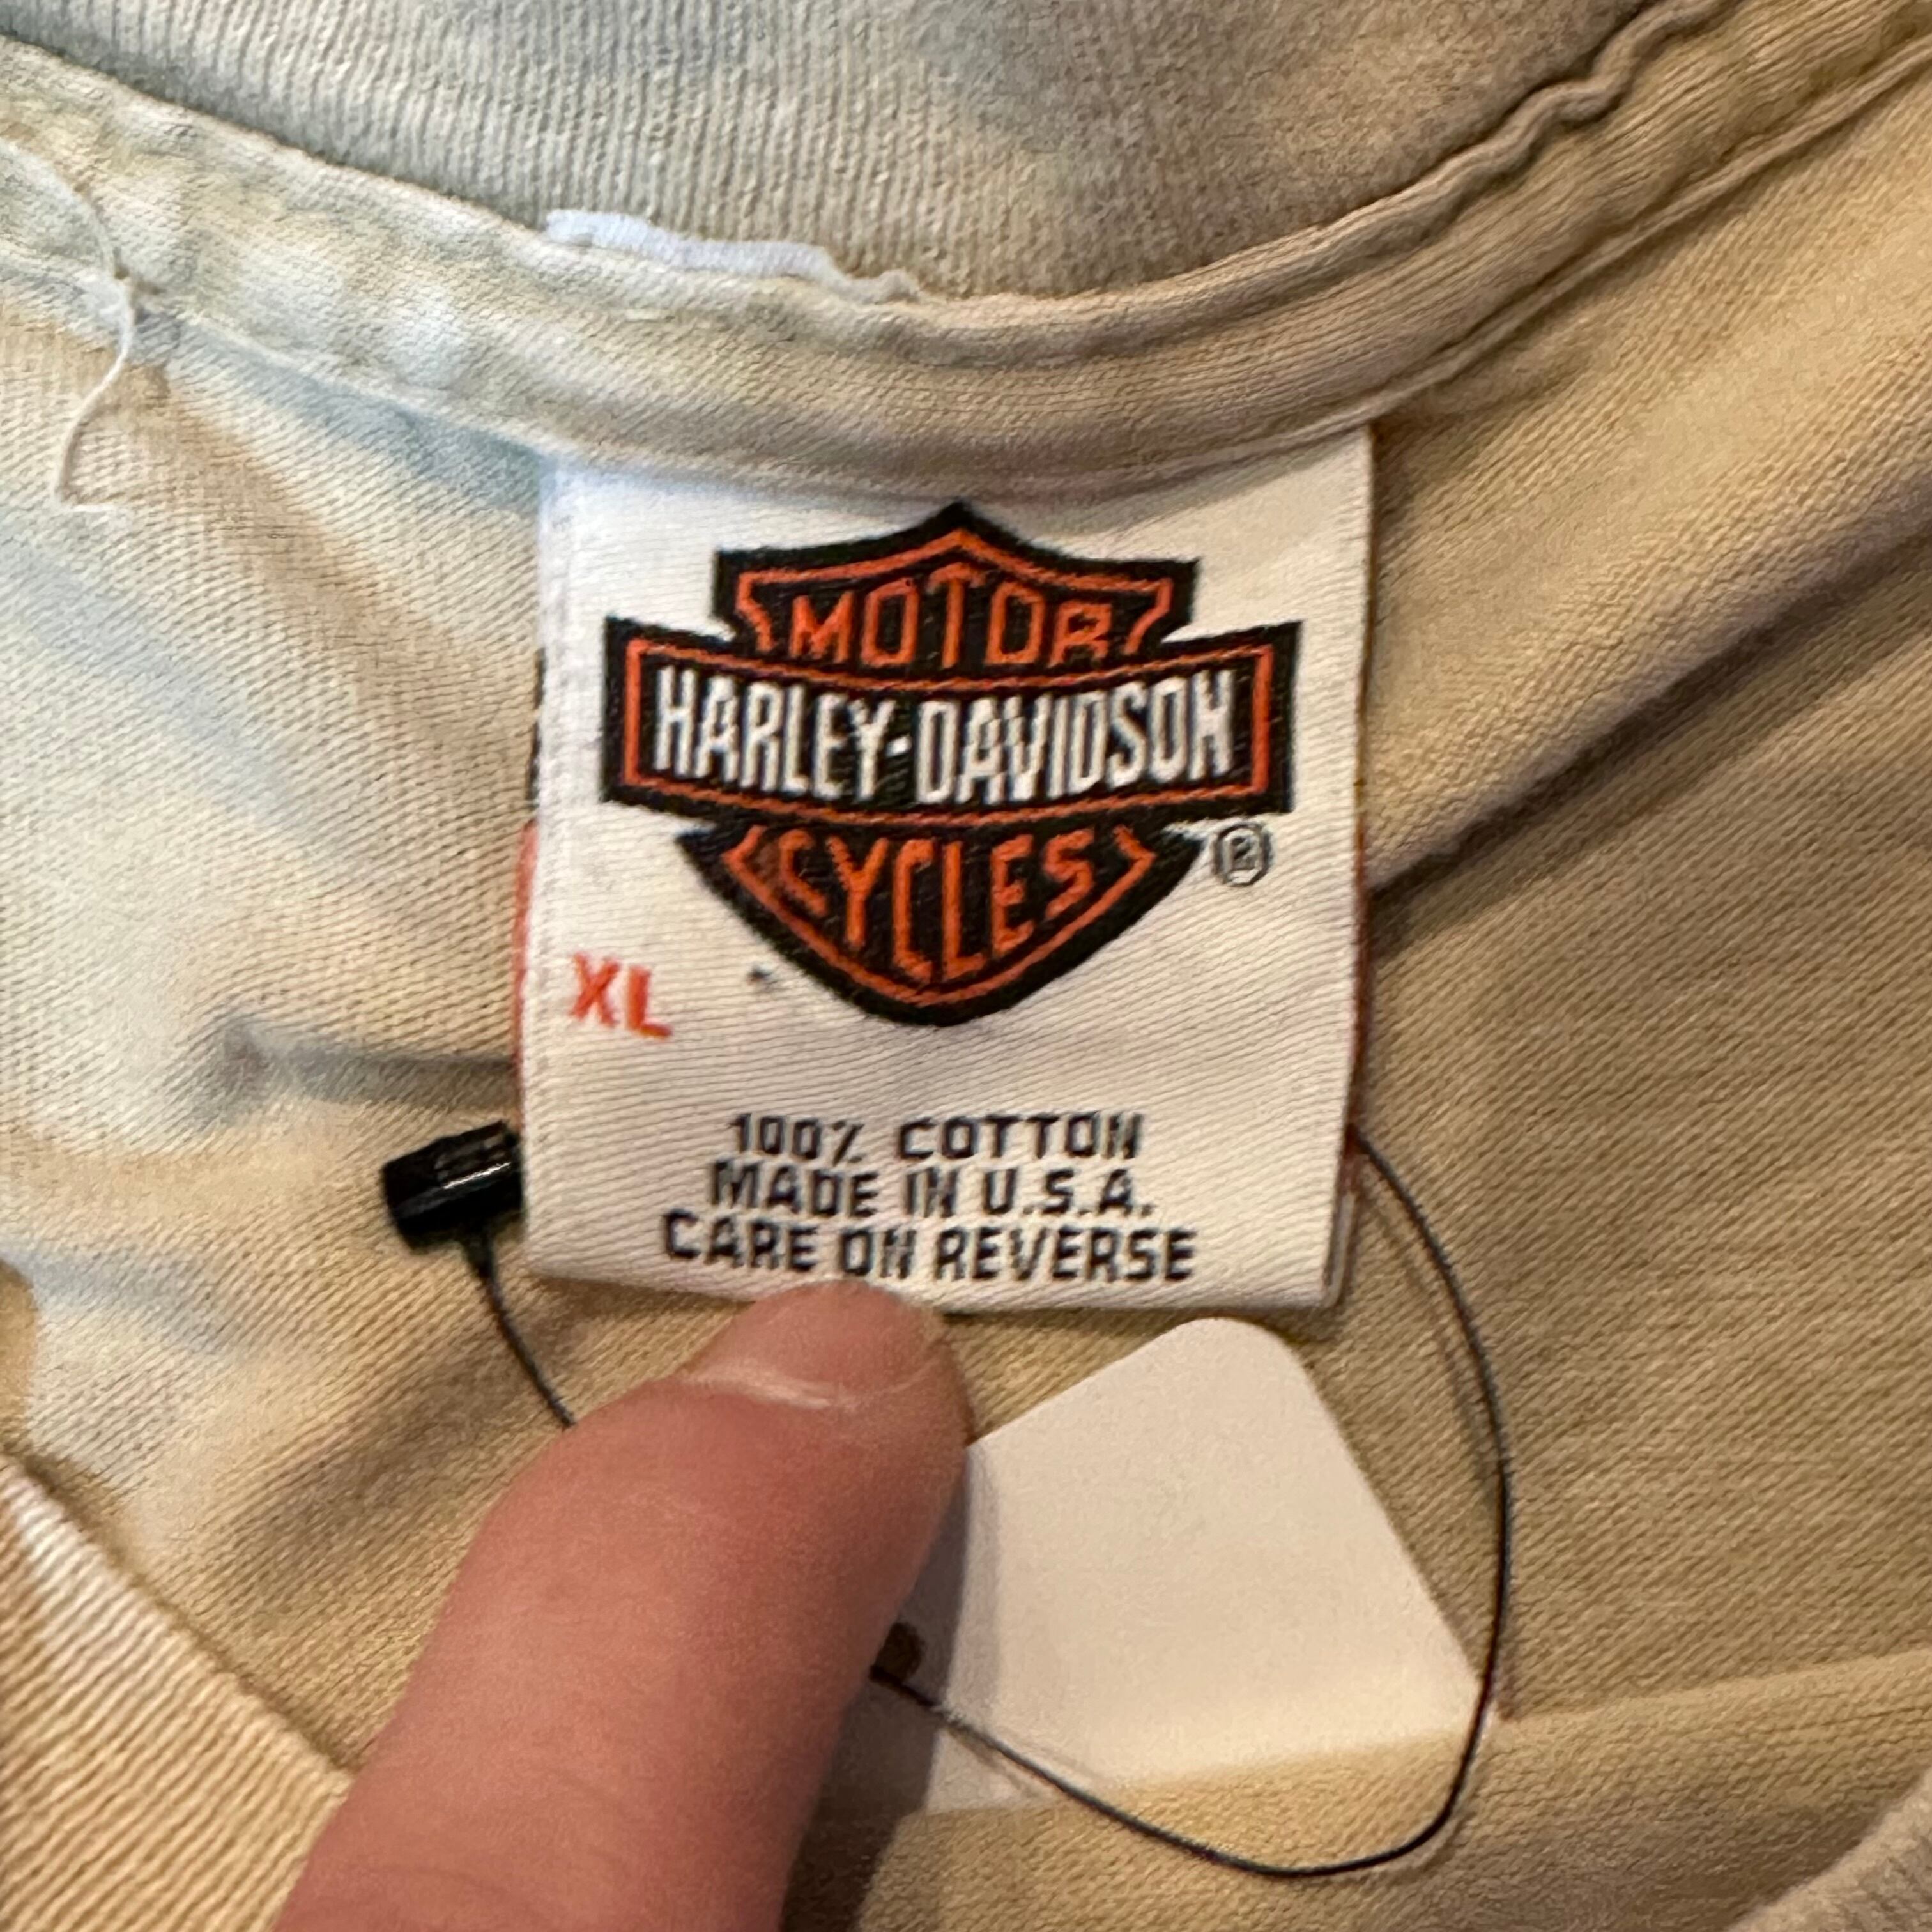 MOTOR
HARLEY-DAVIDSON
CYCLES
®
XL
100% COTTON
MADE IN U.S.A.
CARE ON REVERSE